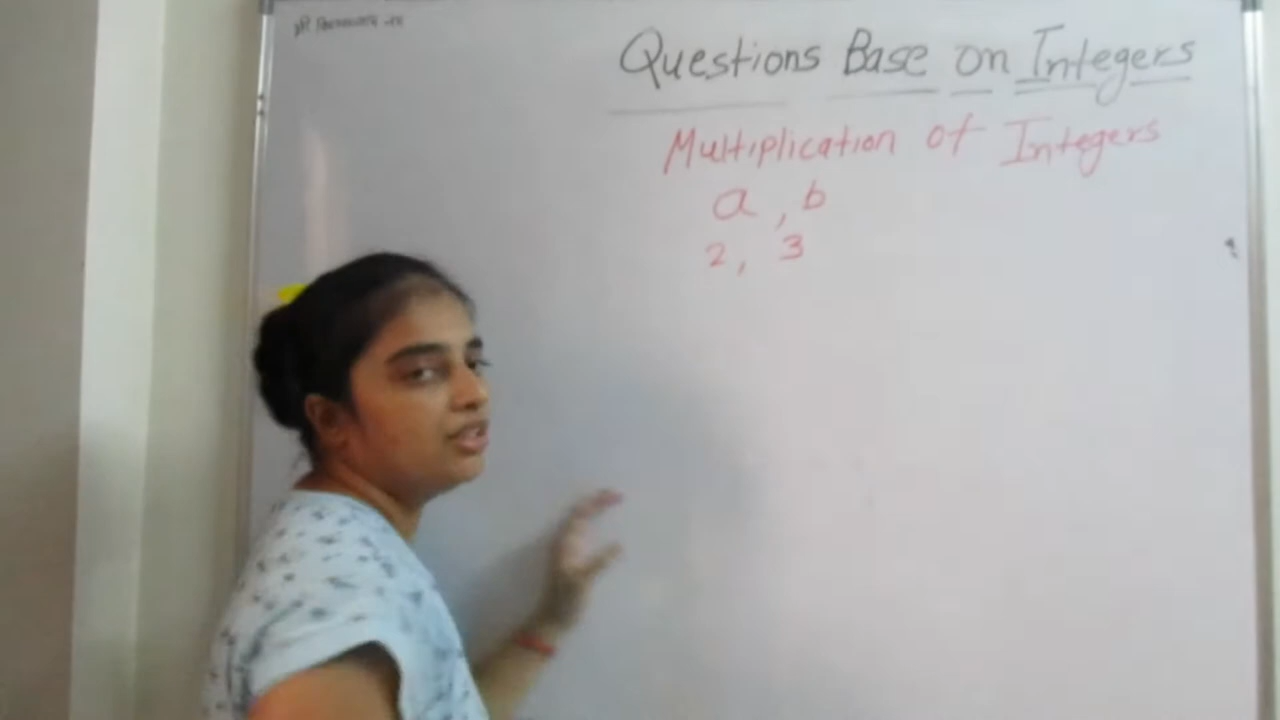 Questions Base on Integers
Multiplication of Integers
a , b
2, 3